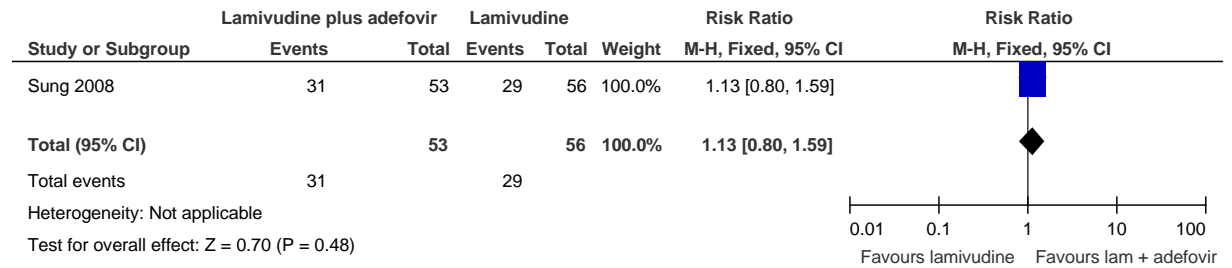 Lamivudine plus adefovir Lamivudine Risk Ratio Risk Ratio
Study or Subgroup Events Total Events Total Weight M-H, Fixed, 95% CI M-H, Fixed, 95% CI
Sung 2008 31 53 29 56 100.0% 1.13 [0.80, 1.59]
Total (95% CI) 53 56 100.0% 1.13 [0.80, 1.59]
Total events 31 29
Heterogeneity: Not applicable
Test for overall effect: Z = 0.70 (P = 0.48)
0.01 0.1 1 10 100
Favours lamivudine Favours lam + adefovir